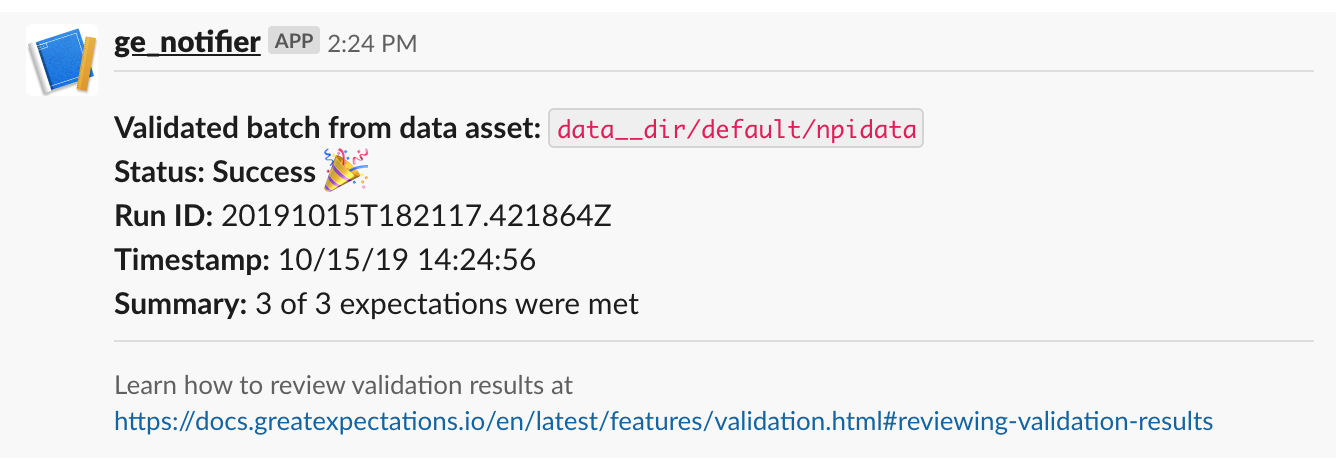 ge_notifier APP 2:24 PM
Validated batch from data asset: data__dir/default/npidata
Status: Success
Run ID: 20191015T182117.421864Z
Timestamp: 10/15/19 14:24:56
Summary: 3 of 3 expectations were met
Learn how to review validation results at
https://docs.greatexpectations.io/en/latest/features/validation.html#reviewing-validation-results